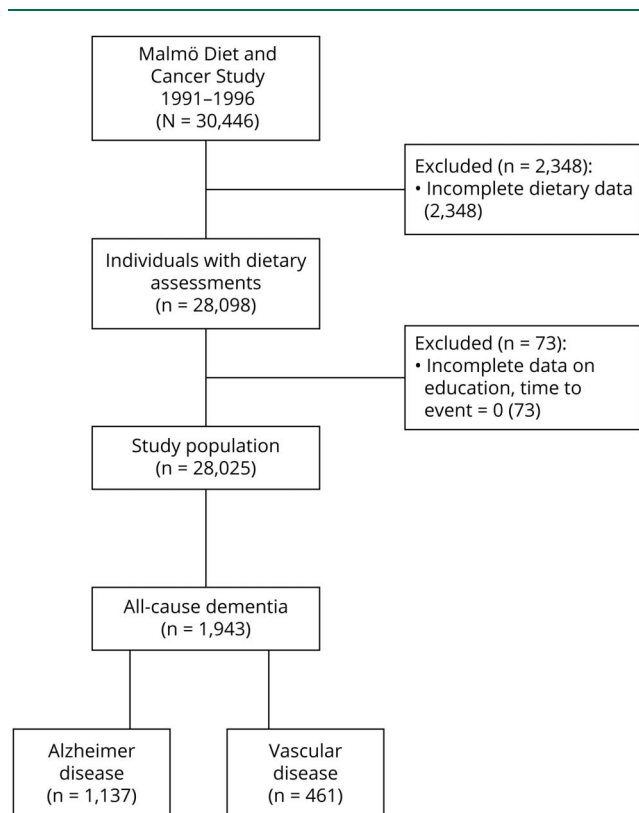 Malmö Diet and
Cancer Study
1991–1996
(N = 30,446)
Excluded (n = 2,348):
• Incomplete dietary data
(2,348)
Individuals with dietary
assessments
(n = 28,098)
Excluded (n = 73):
• Incomplete data on
education, time to
event = 0 (73)
Study population
(n = 28,025)
All-cause dementia
(n = 1,943)
Alzheimer
disease
(n = 1,137)
Vascular
disease
(n = 461)